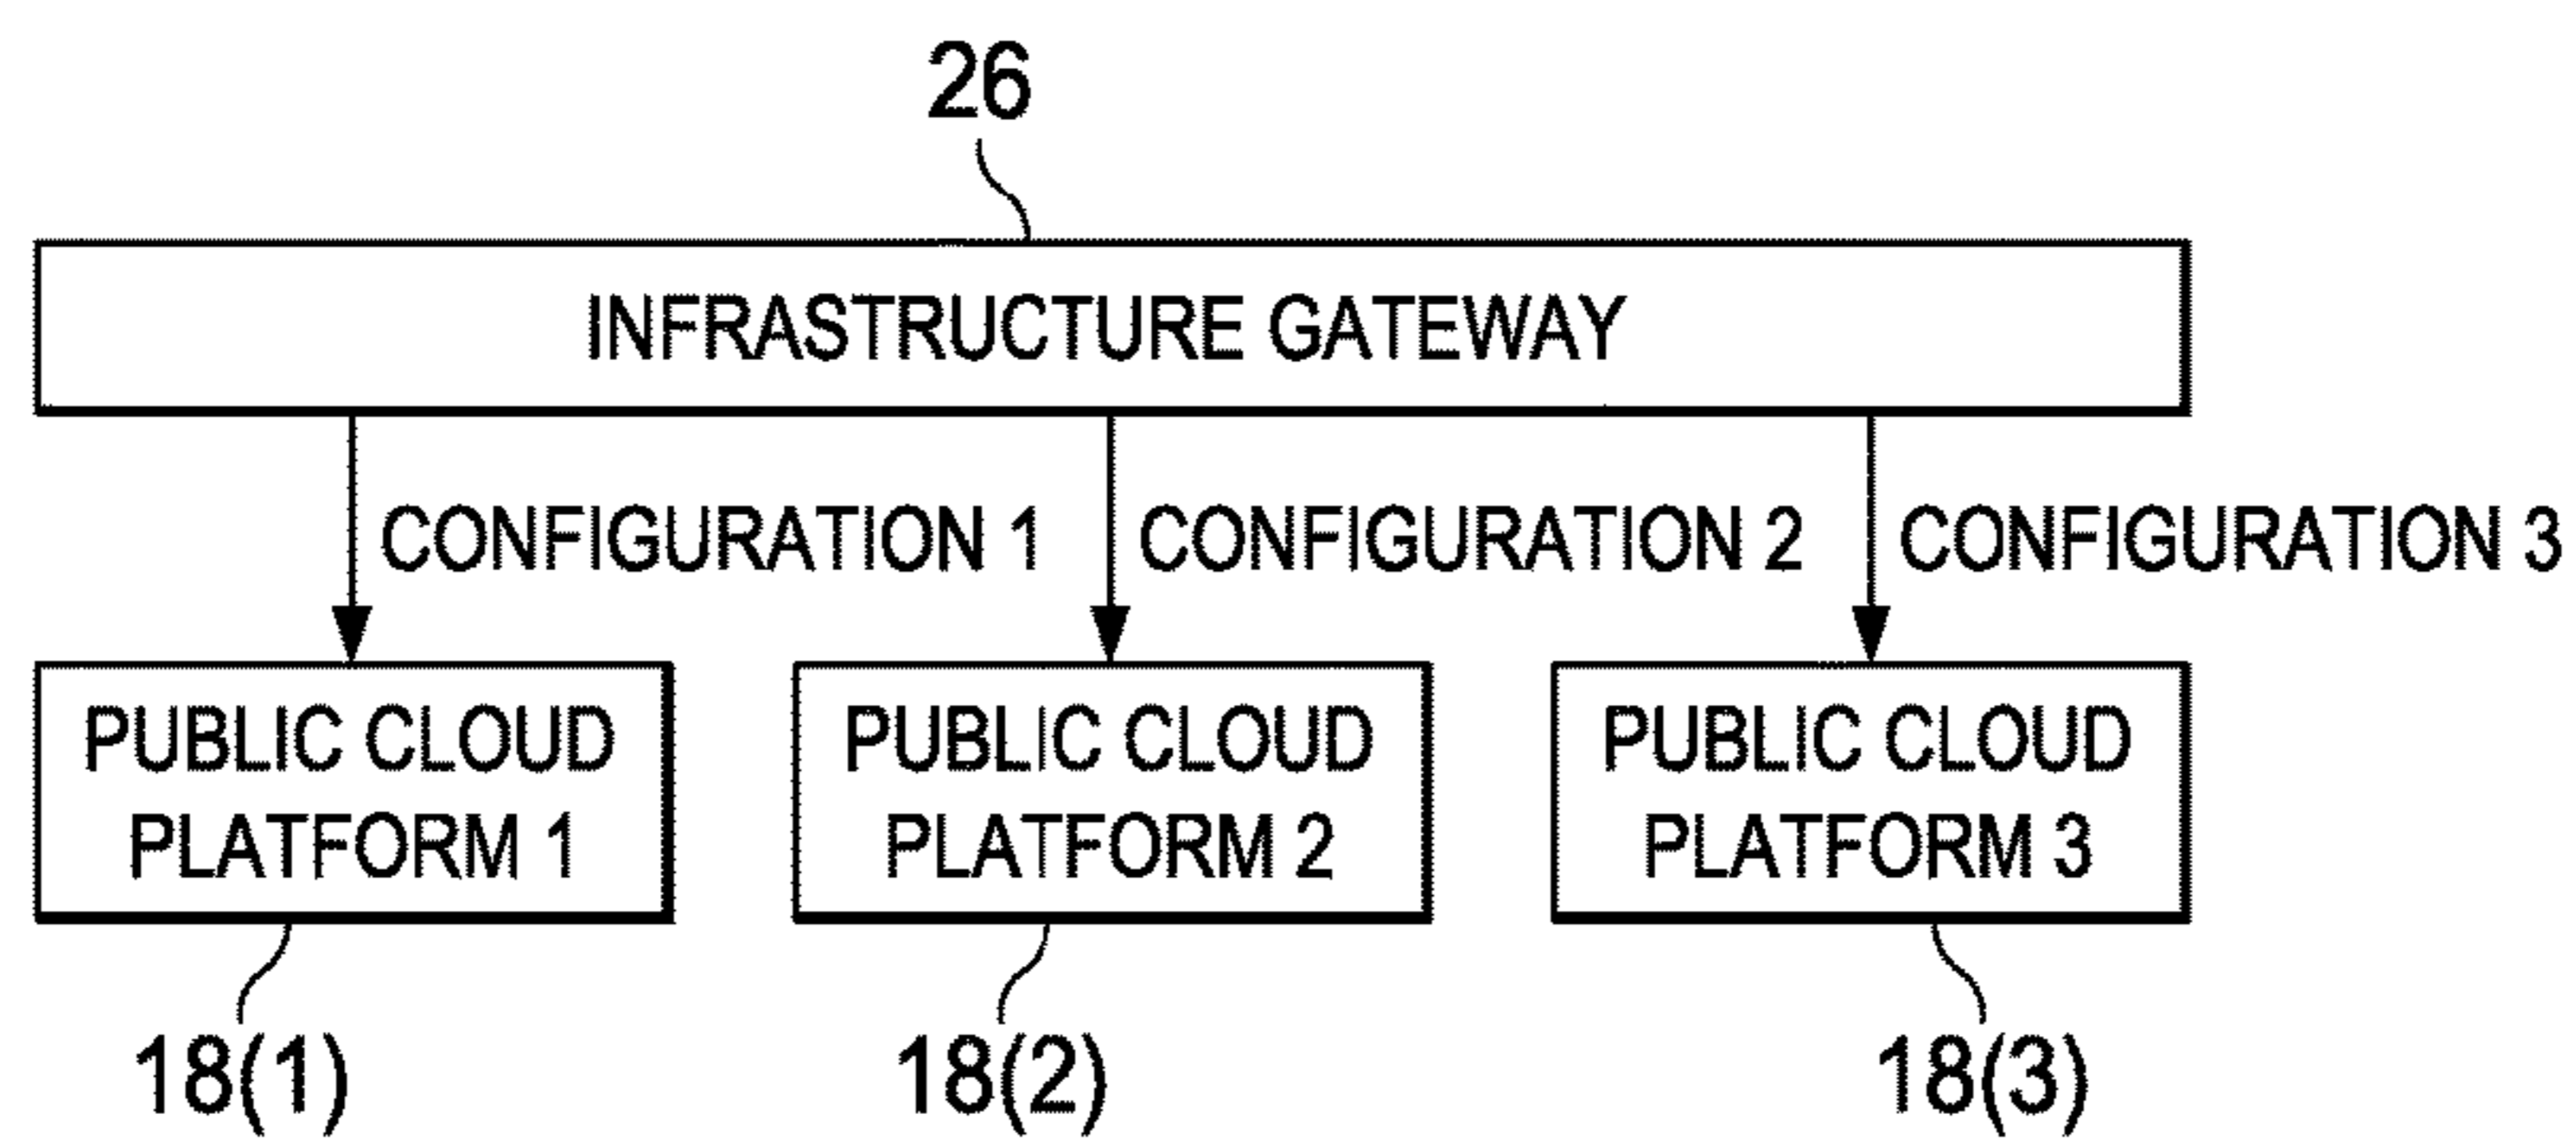 26
INFRASTRUCTURE GATEWAY
CONFIGURATION 1
CONFIGURATION 2
CONFIGURATION 3
PUBLIC CLOUD
PLATFORM 1
PUBLIC CLOUD
PLATFORM 2
PUBLIC CLOUD
PLATFORM 3
18(1)
18(2)
18(3)